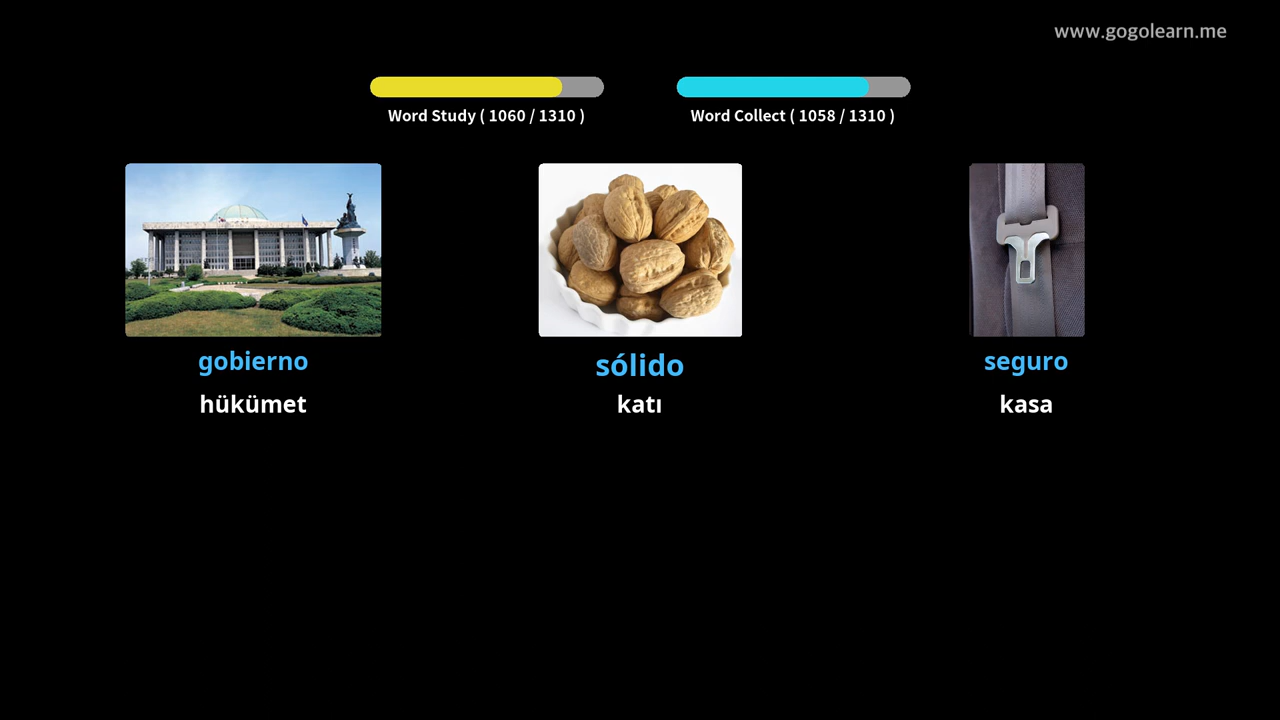 www.gogolearn.me
Word Study ( 1060 / 1310 )
Word Collect ( 1058 / 1310 )
gobierno
sólido
seguro
hükümet
katı
kasa